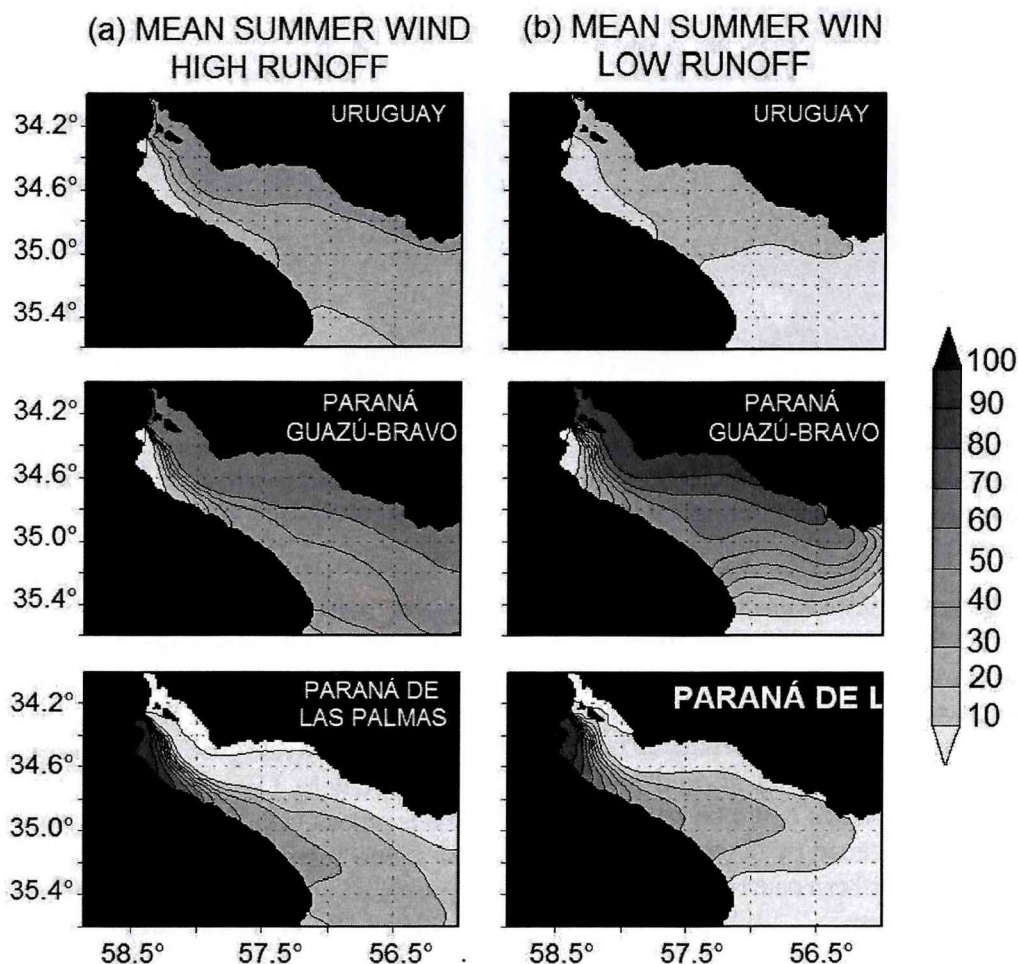 (a) MEAN SUMMER WIND
HIGH RUNOFF
(b) MEAN SUMMER WIN
LOW RUNOFF
34.2°
34.6°
35.0°
35.4°
URUGUAY
URUGUAY
34.2°
34.6°
35.0°
35.4°
PARANÁ
GUAZÚ-BRAVO
PARANÁ
GUAZÚ-BRAVO
34.2°
34.6°
35.0°
35.4°
PARANÁ DE
LAS PALMAS
PARANÁ DE L
58.5°
57.5°
56.5°
58.5°
57.5°
56.5°
100
90
80
70
60
50
40
30
20
10